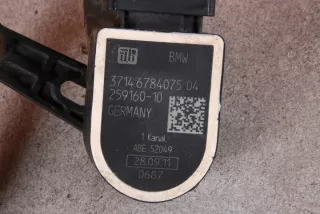 BMW
37146784075 04
259160-10
GERMANY
1 Kanal
ABE 52049
28.09.11
0687